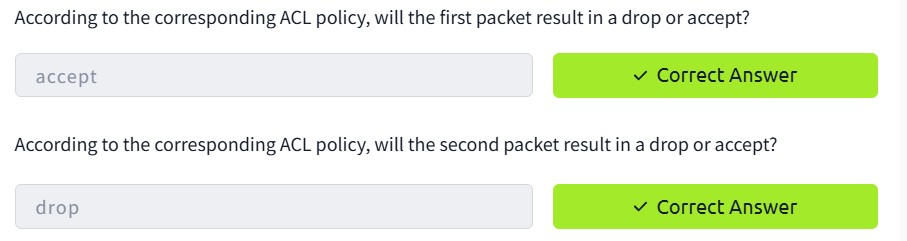 According to the corresponding ACL policy, will the first packet result in a drop or accept?
accept
✓ Correct Answer
According to the corresponding ACL policy, will the second packet result in a drop or accept?
drop
✓ Correct Answer